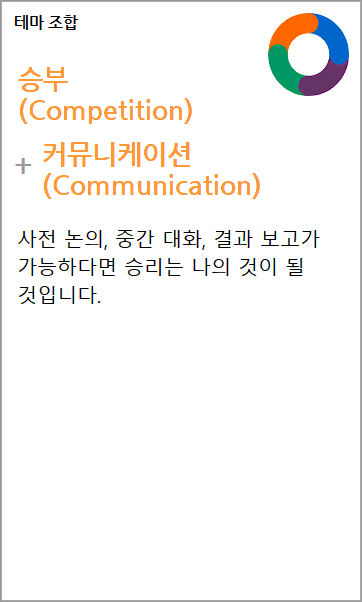 테마 조합
승부
(Competition)
+ 커뮤니케이션
(Communication)
사전 논의, 중간 대화, 결과 보고가
가능하다면 승리는 나의 것이 될
것입니다.